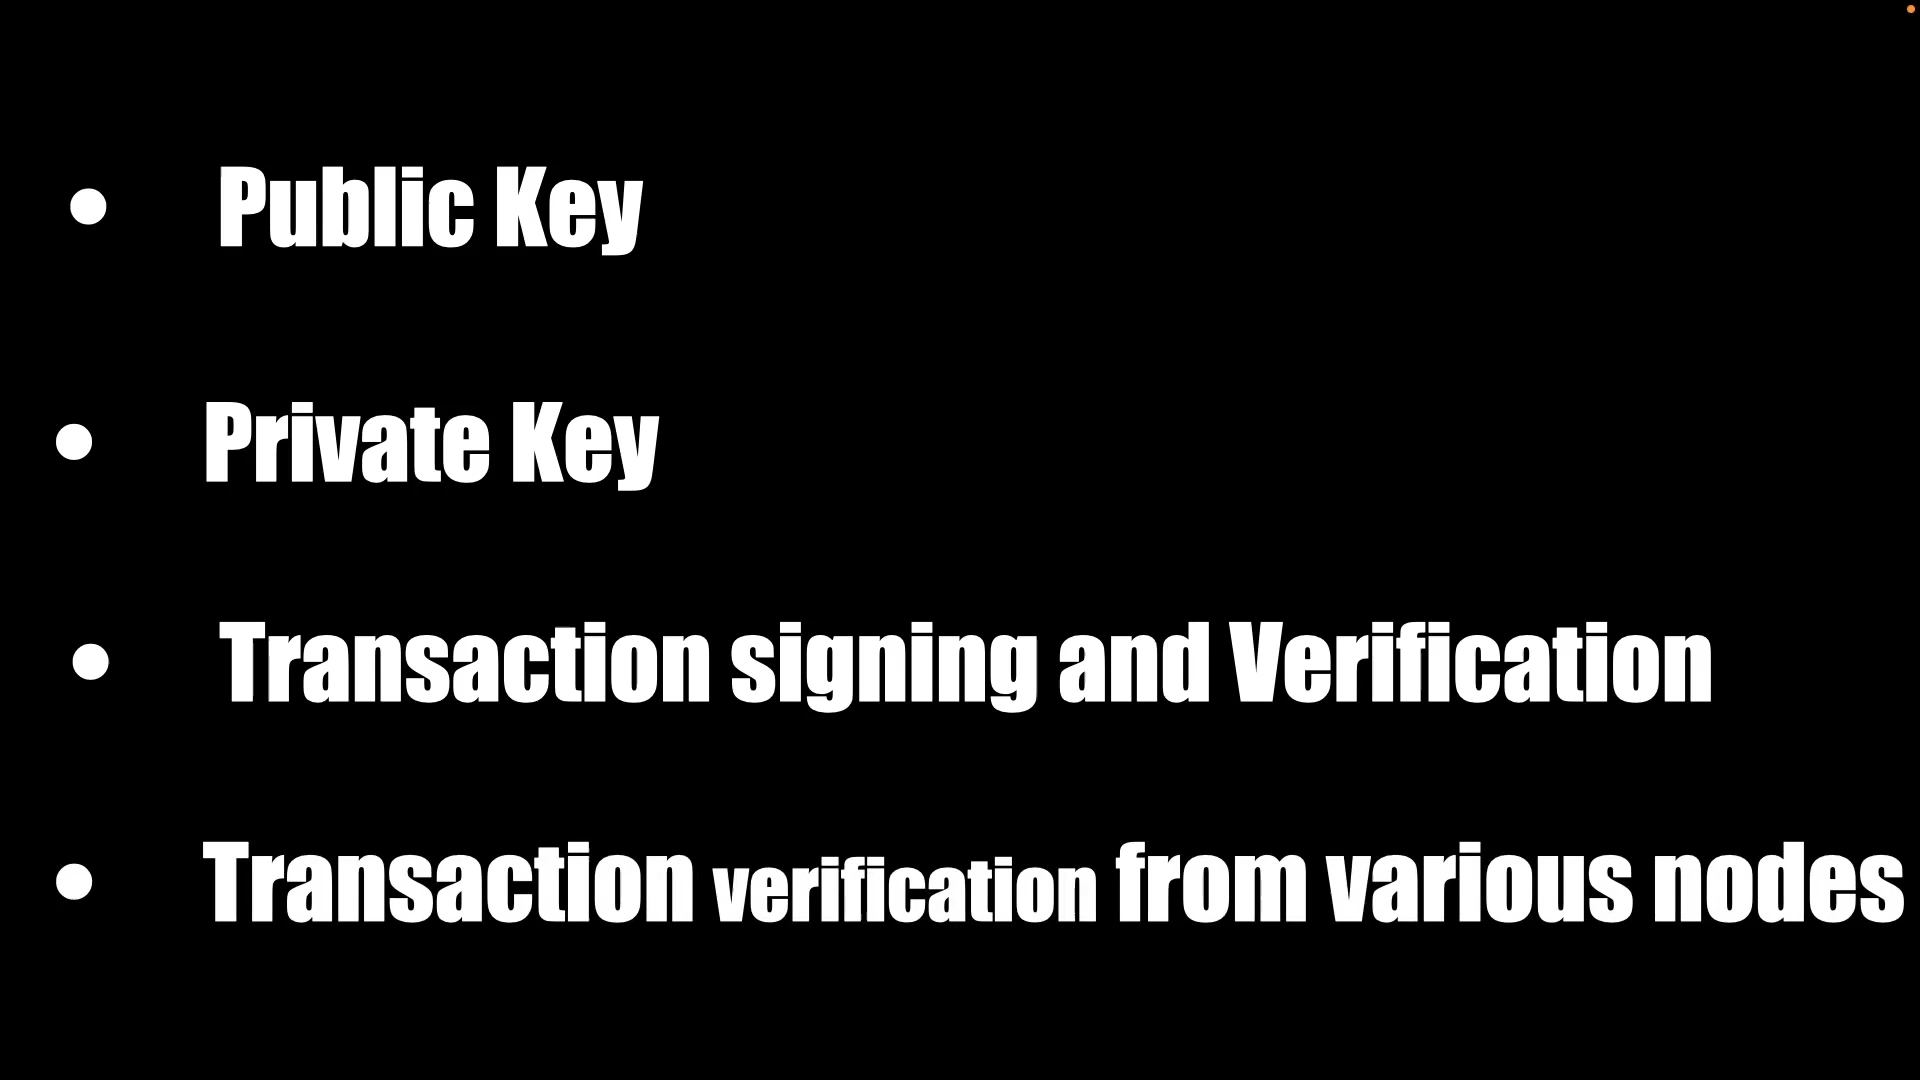 • Public Key
• Private Key
• Transaction signing and Verification
• Transaction verification from various nodes